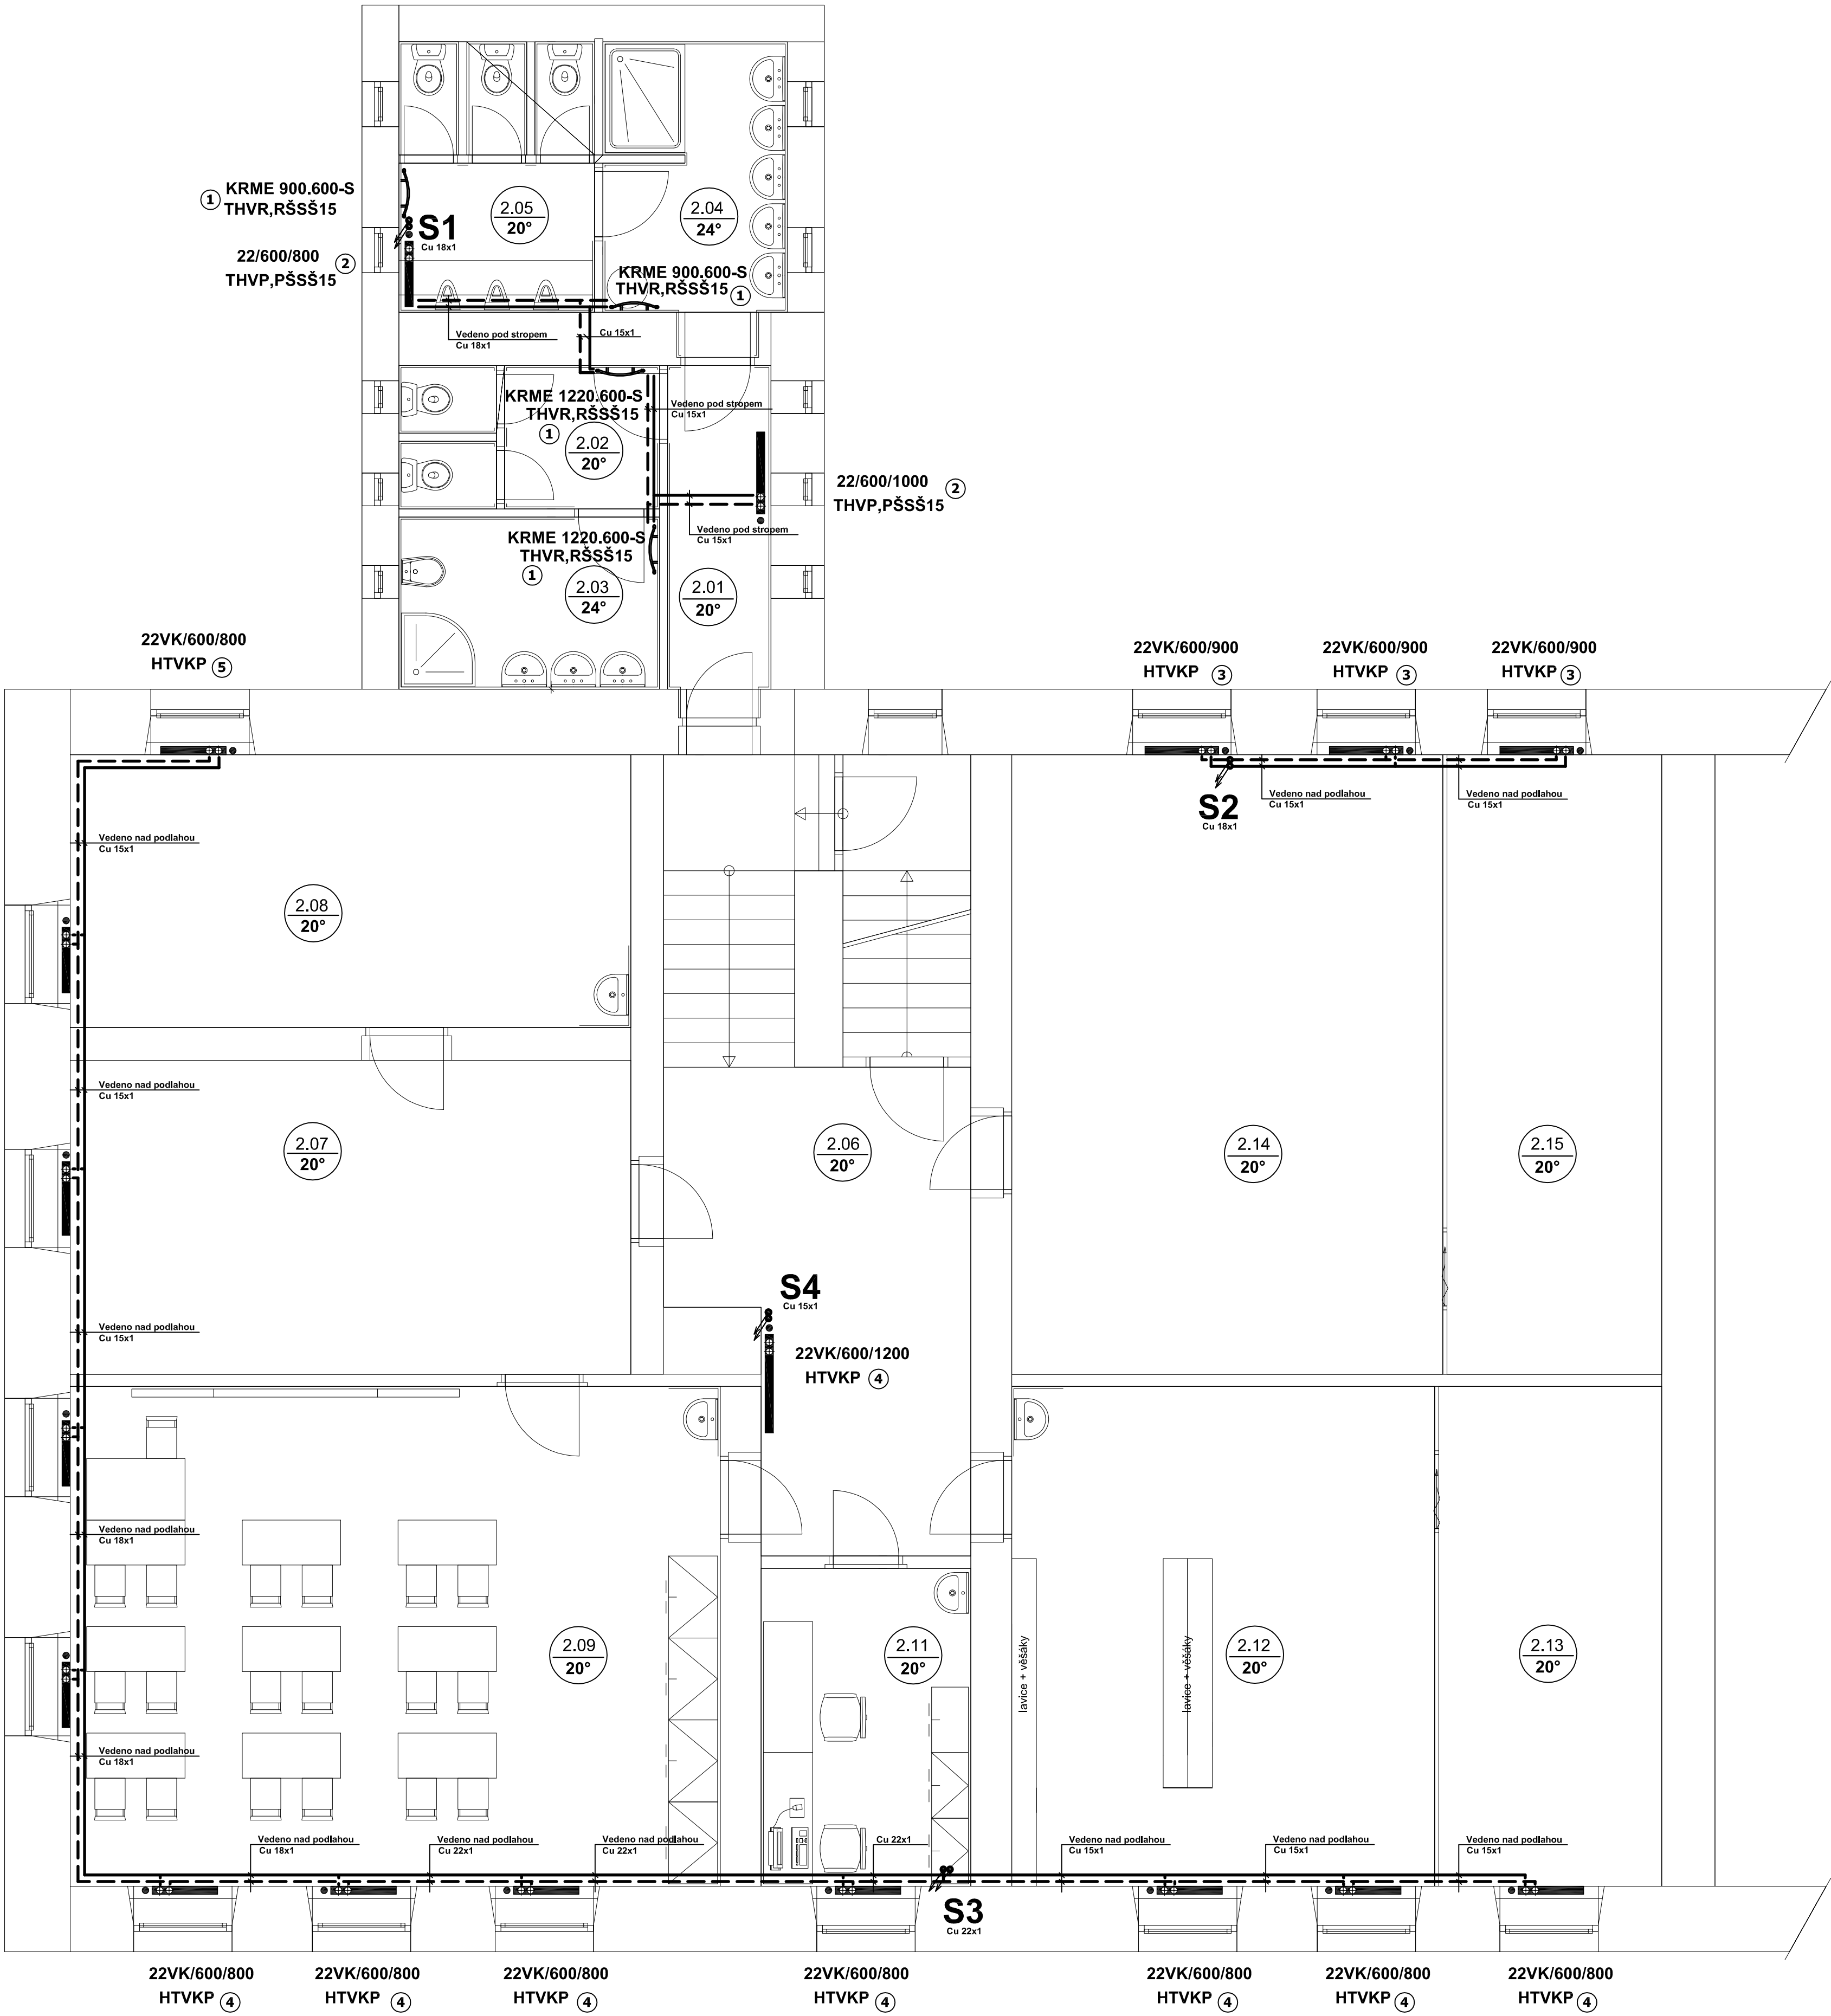 ① KRME 900.600-S
THVR,RŠSŠ15
S1
Cu 18x1
22/600/800 ②
THVP,PŠSŠ15
2.05
20°
2.04
24°
KRME 900.600-S
THVR,RŠSŠ15 ①
Vedeno pod stropem
Cu 18x1
Cu 15x1
KRME 1220.600-S
THVR,RŠSŠ15
①
Vedeno pod stropem
Cu 15x1
2.02
20°
22/600/1000 ②
THVP,PŠSŠ15
Vedeno pod stropem
Cu 15x1
KRME 1220.600-S
THVR,RŠSŠ15
①
2.03
24°
2.01
20°
22VK/600/800
HTVKP ⑤
22VK/600/900
HTVKP ③
22VK/600/900
HTVKP ③
22VK/600/900
HTVKP ③
S2
Cu 18x1
Vedeno nad podlahou
Cu 15x1
Vedeno nad podlahou
Cu 15x1
Vedeno nad podlahou
Cu 15x1
2.08
20°
Vedeno nad podlahou
Cu 15x1
2.07
20°
2.06
20°
2.14
20°
2.15
20°
S4
Cu 15x1
Vedeno nad podlahou
Cu 15x1
22VK/600/1200
HTVKP ④
Vedeno nad podlahou
Cu 18x1
2.09
20°
2.11
20°
lavice + věšáky
lavice + věšáky
2.12
20°
2.13
20°
Vedeno nad podlahou
Cu 18x1
Vedeno nad podlahou
Cu 18x1
Vedeno nad podlahou
Cu 22x1
Vedeno nad podlahou
Cu 22x1
Cu 22x1
Vedeno nad podlahou
Cu 15x1
Vedeno nad podlahou
Cu 15x1
Vedeno nad podlahou
Cu 15x1
S3
Cu 22x1
22VK/600/800
HTVKP ④
22VK/600/800
HTVKP ④
22VK/600/800
HTVKP ④
22VK/600/800
HTVKP ④
22VK/600/800
HTVKP ④
22VK/600/800
HTVKP ④
22VK/600/800
HTVKP ④